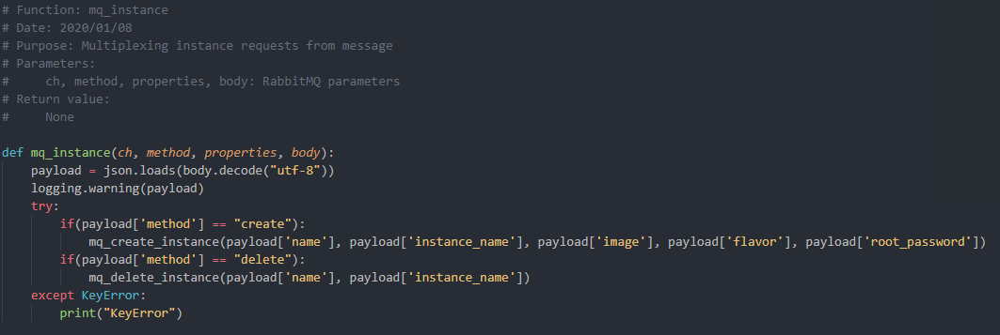 # Function: mq_instance
# Date: 2020/01/08
# Purpose: Multiplexing instance requests from message
# Parameters:
#     ch, method, properties, body: RabbitMQ parameters
# Return value:
#     None

def mq_instance(ch, method, properties, body):
    payload = json.loads(body.decode("utf-8"))
    logging.warning(payload)
    try:
        if(payload['method'] == "create"):
            mq_create_instance(payload['name'], payload['instance_name'], payload['image'], payload['flavor'], payload['root_password'])
        if(payload['method'] == "delete"):
            mq_delete_instance(payload['name'], payload['instance_name'])
    except KeyError:
        print("KeyError")